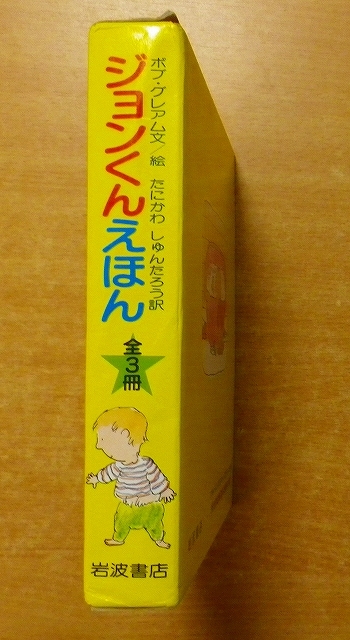 ボブ・グレアム文／絵 たにかわ しゅんたろう訳
ジョンくんえほん
全3冊
岩波書店